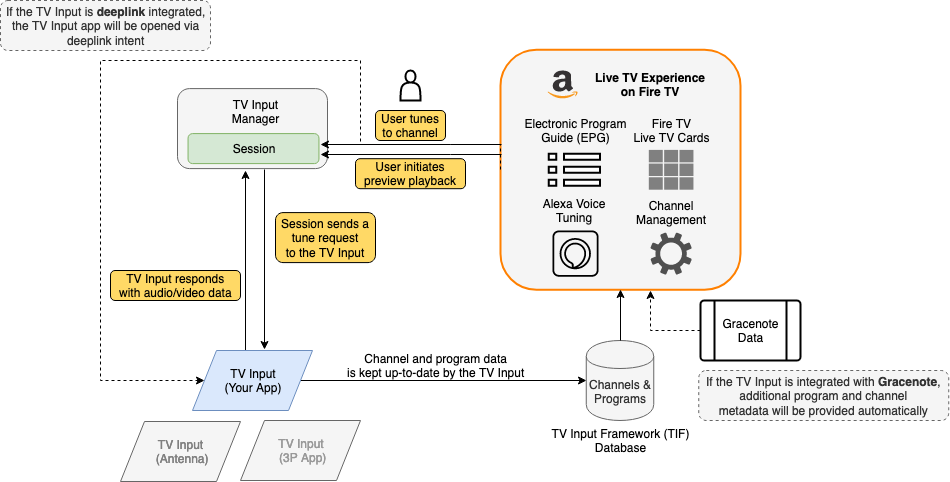 If the TV Input is deeplink integrated,
the TV Input app will be opened via
deeplink intent
TV Input
Manager
Session
User tunes
to channel
User initiates
preview playback
Live TV Experience
on Fire TV
Electronic Program
Guide (EPG)
Fire TV
Live TV Cards
Alexa Voice
Tuning
Channel
Management
Session sends a
tune request
to the TV Input
TV Input responds
with audio/video data
Gracenote
Data
TV Input
(Your App)
Channel and program data
is kept up-to-date by the TV Input
Channels &
Programs
If the TV Input is integrated with Gracenote,
additional program and channel
metadata will be provided automatically
TV Input Framework (TIF)
Database
TV Input
(Antenna)
TV Input
(3P App)